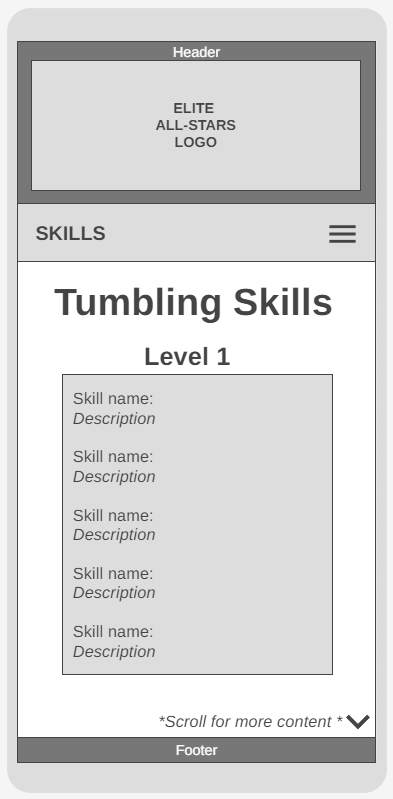 Header
ELITE
ALL-STARS
LOGO
SKILLS
Tumbling Skills
Level 1
Skill name:
Description
Skill name:
Description
Skill name:
Description
Skill name:
Description
Skill name:
Description
*Scroll for more content *
Footer